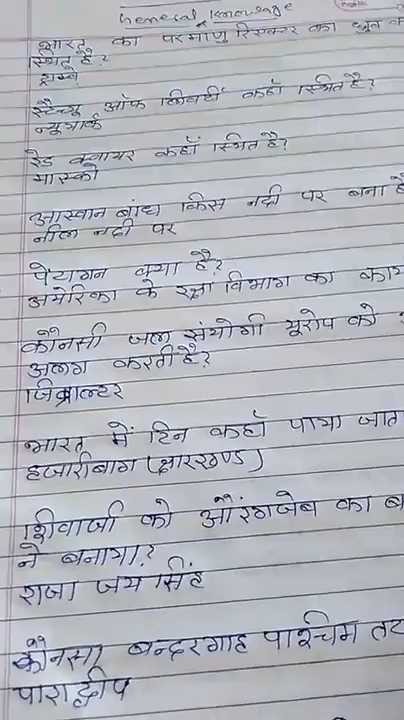 General Knowledge
भारत का परमाणु रिएक्टर का ध्रुव
स्थित है?
ट्राम्बे
स्टैच्यू ऑफ लिबर्टी कहाँ स्थित है?
न्यूयार्क
रेड क्वायर कहाँ स्थित है?
मास्को
आस्वान बांध किस नदी पर बना है
नील नदी पर
पेंटागन क्या है?
अमेरिका के रक्षा विभाग का
कौनसी जल संयोगी यूरोप को
अलग करती है?
जिब्राल्टर
भारत में टिन कहाँ पाया
हजारीबाग (झारखण्ड)
शिवाजी को औरंगजेब का
ने बनाया?
राजा जय सिंह
कौनसा बन्दरगाह पश्चिम
पाराद्वीप